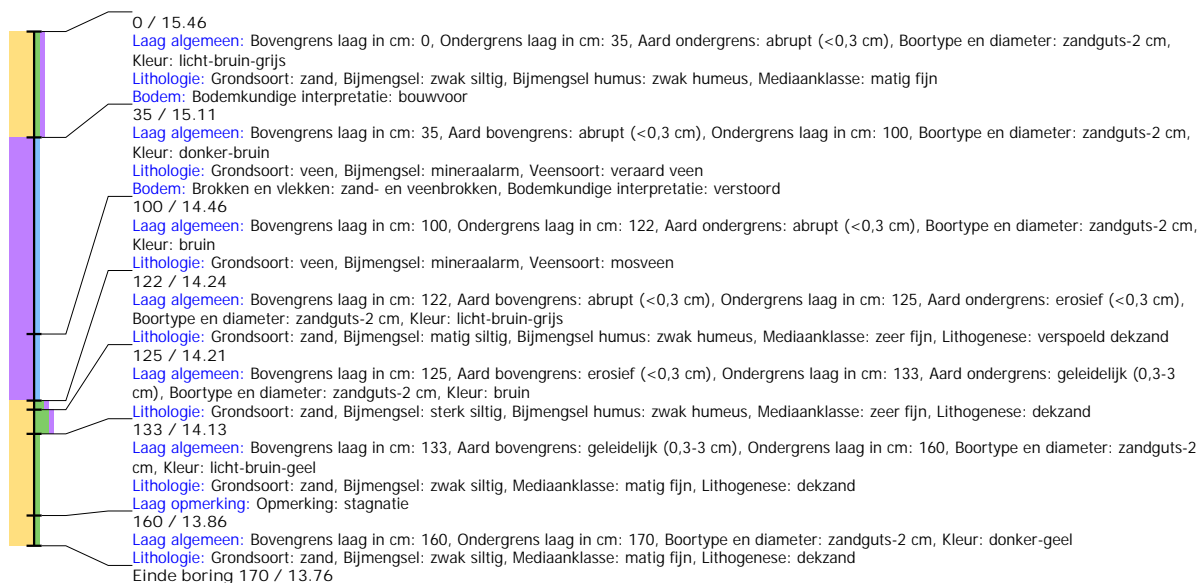 0 / 15.46
Laag algemeen: Bovengrens laag in cm: 0, Ondergrens laag in cm: 35, Aard ondergrens: abrupt (<0,3 cm), Boortype en diameter: zandguts-2 cm,
Kleur: licht-bruin-grijs
Lithologie: Grondsoort: zand, Bijmengsel: zwak siltig, Bijmengsel humus: zwak humeus, Mediaanklasse: matig fijn
Bodem: Bodemkundige interpretatie: bouwvoor
35 / 15.11
Laag algemeen: Bovengrens laag in cm: 35, Aard bovengrens: abrupt (<0,3 cm), Ondergrens laag in cm: 100, Boortype en diameter: zandguts-2 cm,
Kleur: donker-bruin
Lithologie: Grondsoort: veen, Bijmengsel: mineraalarm, Veensoort: veraard veen
Bodem: Brokken en vlekken: zand- en veenbrokken, Bodemkundige interpretatie: verstoord
100 / 14.46
Laag algemeen: Bovengrens laag in cm: 100, Ondergrens laag in cm: 122, Aard ondergrens: abrupt (<0,3 cm), Boortype en diameter: zandguts-2 cm,
Kleur: bruin
Lithologie: Grondsoort: veen, Bijmengsel: mineraalarm, Veensoort: mosveen
122 / 14.24
Laag algemeen: Bovengrens laag in cm: 122, Aard bovengrens: abrupt (<0,3 cm), Ondergrens laag in cm: 125, Aard ondergrens: erosief (<0,3 cm),
Boortype en diameter: zandguts-2 cm, Kleur: licht-bruin-grijs
Lithologie: Grondsoort: zand, Bijmengsel: matig siltig, Bijmengsel humus: zwak humeus, Mediaanklasse: zeer fijn, Lithogenese: verspoeld dekzand
125 / 14.21
Laag algemeen: Bovengrens laag in cm: 125, Aard bovengrens: erosief (<0,3 cm), Ondergrens laag in cm: 133, Aard ondergrens: geleidelijk (0,3-3
cm), Boortype en diameter: zandguts-2 cm, Kleur: bruin
Lithologie: Grondsoort: zand, Bijmengsel: sterk siltig, Bijmengsel humus: zwak humeus, Mediaanklasse: zeer fijn, Lithogenese: dekzand
133 / 14.13
Laag algemeen: Bovengrens laag in cm: 133, Aard bovengrens: geleidelijk (0,3-3 cm), Ondergrens laag in cm: 160, Boortype en diameter: zandguts-2
cm, Kleur: licht-bruin-geel
Lithologie: Grondsoort: zand, Bijmengsel: zwak siltig, Mediaanklasse: matig fijn, Lithogenese: dekzand
Laag opmerking: Opmerking: stagnatie
160 / 13.86
Laag algemeen: Bovengrens laag in cm: 160, Ondergrens laag in cm: 170, Boortype en diameter: zandguts-2 cm, Kleur: donker-geel
Lithologie: Grondsoort: zand, Bijmengsel: zwak siltig, Mediaanklasse: matig fijn, Lithogenese: dekzand
Einde boring 170 / 13.76